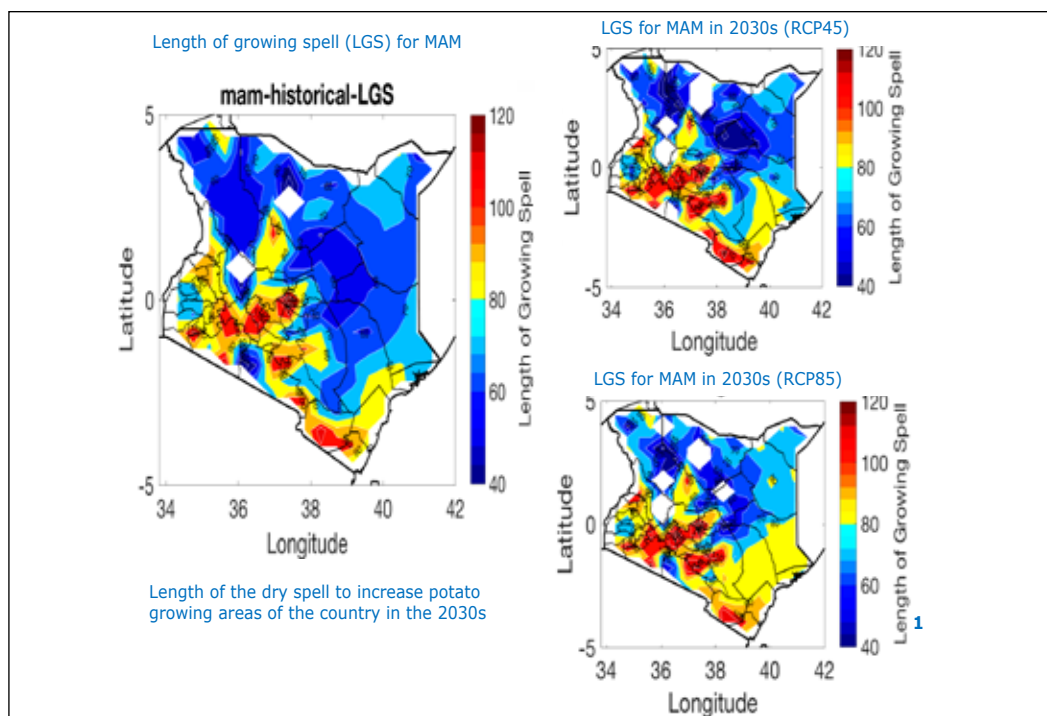 Length of growing spell (LGS) for MAM
mam-historical-LGS
5
0
-5
34
36
38
40
42
Latitude
Longitude
120
100
80
60
40
Length of Growing Spell
Length of the dry spell to increase potato
growing areas of the country in the 2030s
LGS for MAM in 2030s (RCP45)
5
0
-5
34
36
38
40
42
Latitude
Longitude
120
100
80
60
40
Length of Growing Spell
LGS for MAM in 2030s (RCP85)
5
0
-5
34
36
38
40
42
Latitude
Longitude
120
100
80
60
40
Length of Growing Spell
1